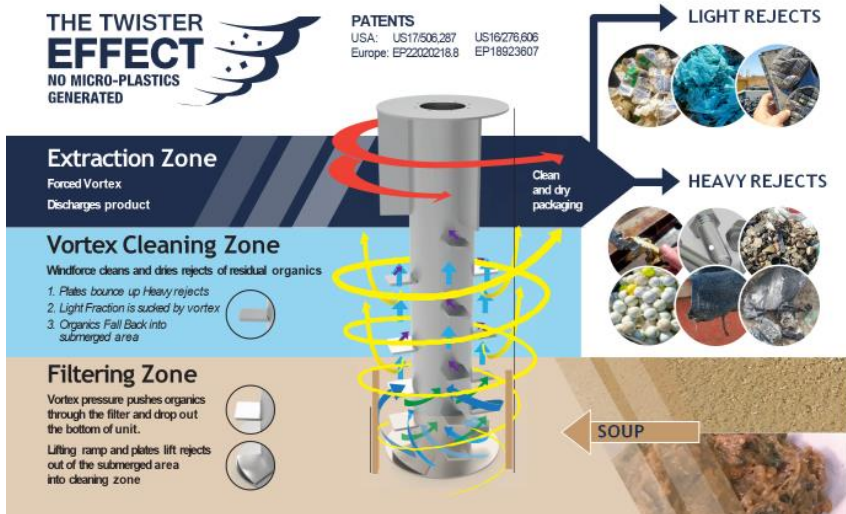 THE TWISTER
EFFECT
NO MICRO-PLASTICS
GENERATED
PATENTS
USA: US17/506,287 US16/276,606
Europe: EP22020218.8 EP18923607
LIGHT REJECTS
Extraction Zone
Forced Vortex
Discharges product
Clean
and dry
packaging
HEAVY REJECTS
Vortex Cleaning Zone
Windforce cleans and dries rejects of residual organics
1. Plates bounce up Heavy rejects
2. Light Fraction is sucked by vortex
3. Organics Fall Back into
submerged area
Filtering Zone
Vortex pressure pushes organics
through the filter and drop out
the bottom of unit.
Lifting ramp and plates lift rejects
out of the submerged area
into cleaning zone
SOUP